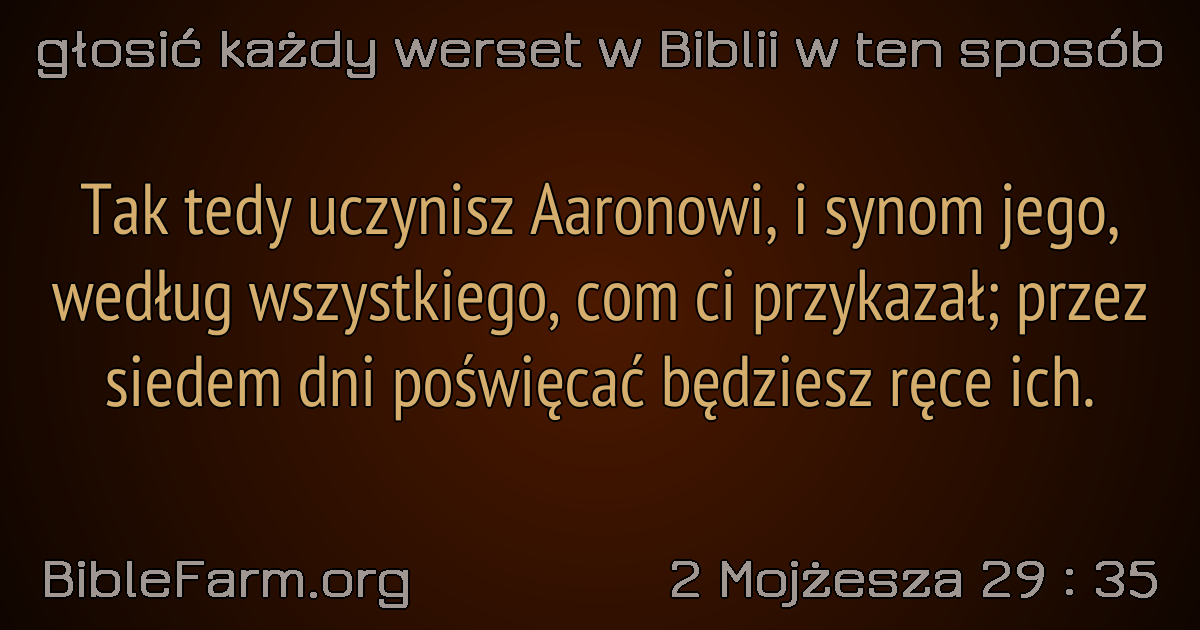 głosić każdy werset w Biblii w ten sposób
Tak tedy uczynisz Aaronowi, i synom jego,
według wszystkiego, com ci przykazał; przez
siedem dni poświęcać będziesz ręce ich.
BibleFarm.org
2 Mojżesza 29 : 35